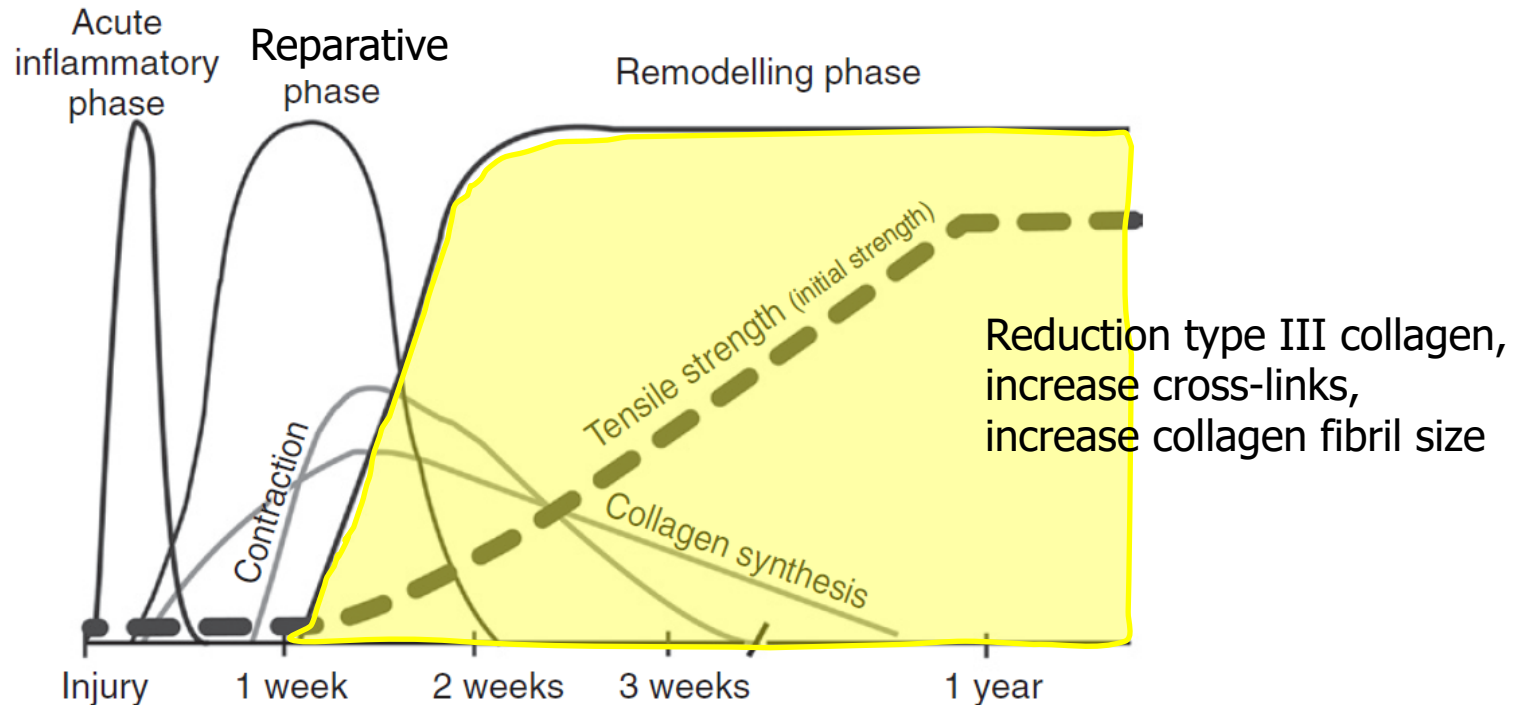 Acute
inflammatory
phase
Reparative
phase
Remodelling phase
Tensile strength (initial strength)
Contraction
Collagen synthesis
Reduction type III collagen,
increase cross-links,
increase collagen fibril size
Injury
1 week
2 weeks
3 weeks
1 year